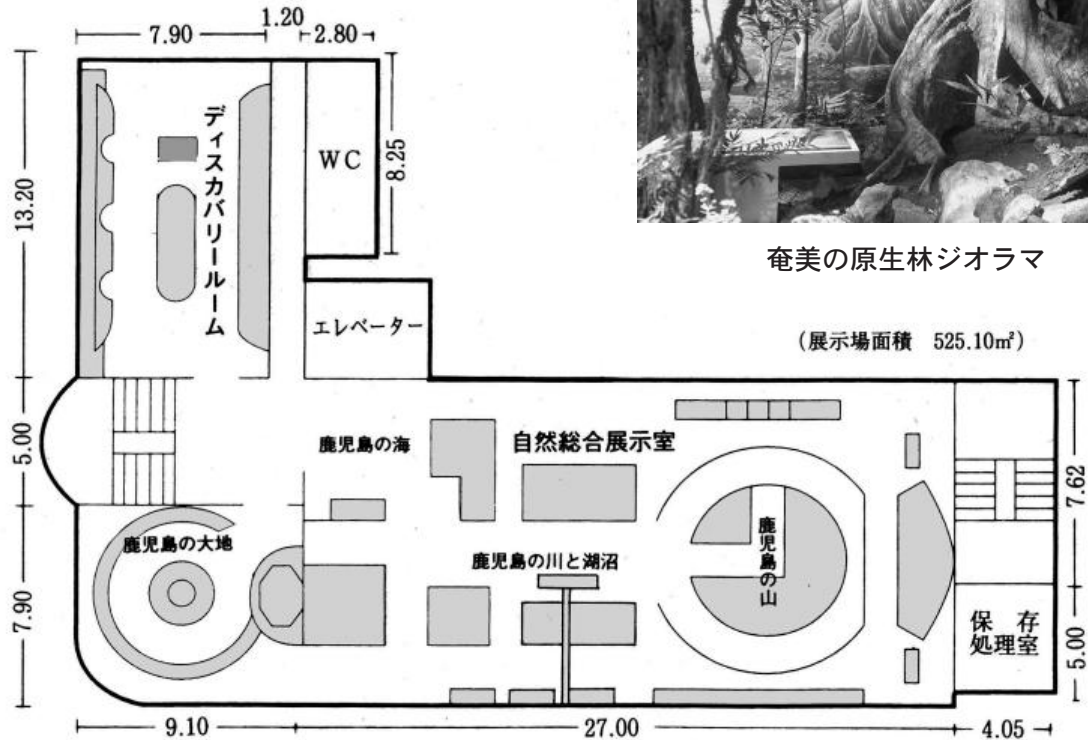 1.20
7.90
2.80
13.20
ディスカバリールーム
WC
8.25
奄美の原生林ジオラマ
エレベーター
(展示場面積 525.10㎡)
5.00
鹿児島の海
自然総合展示室
7.62
鹿児島の大地
鹿児島の川と湖沼
鹿児島の山
7.90
保存
処理室
5.00
9.10
27.00
4.05